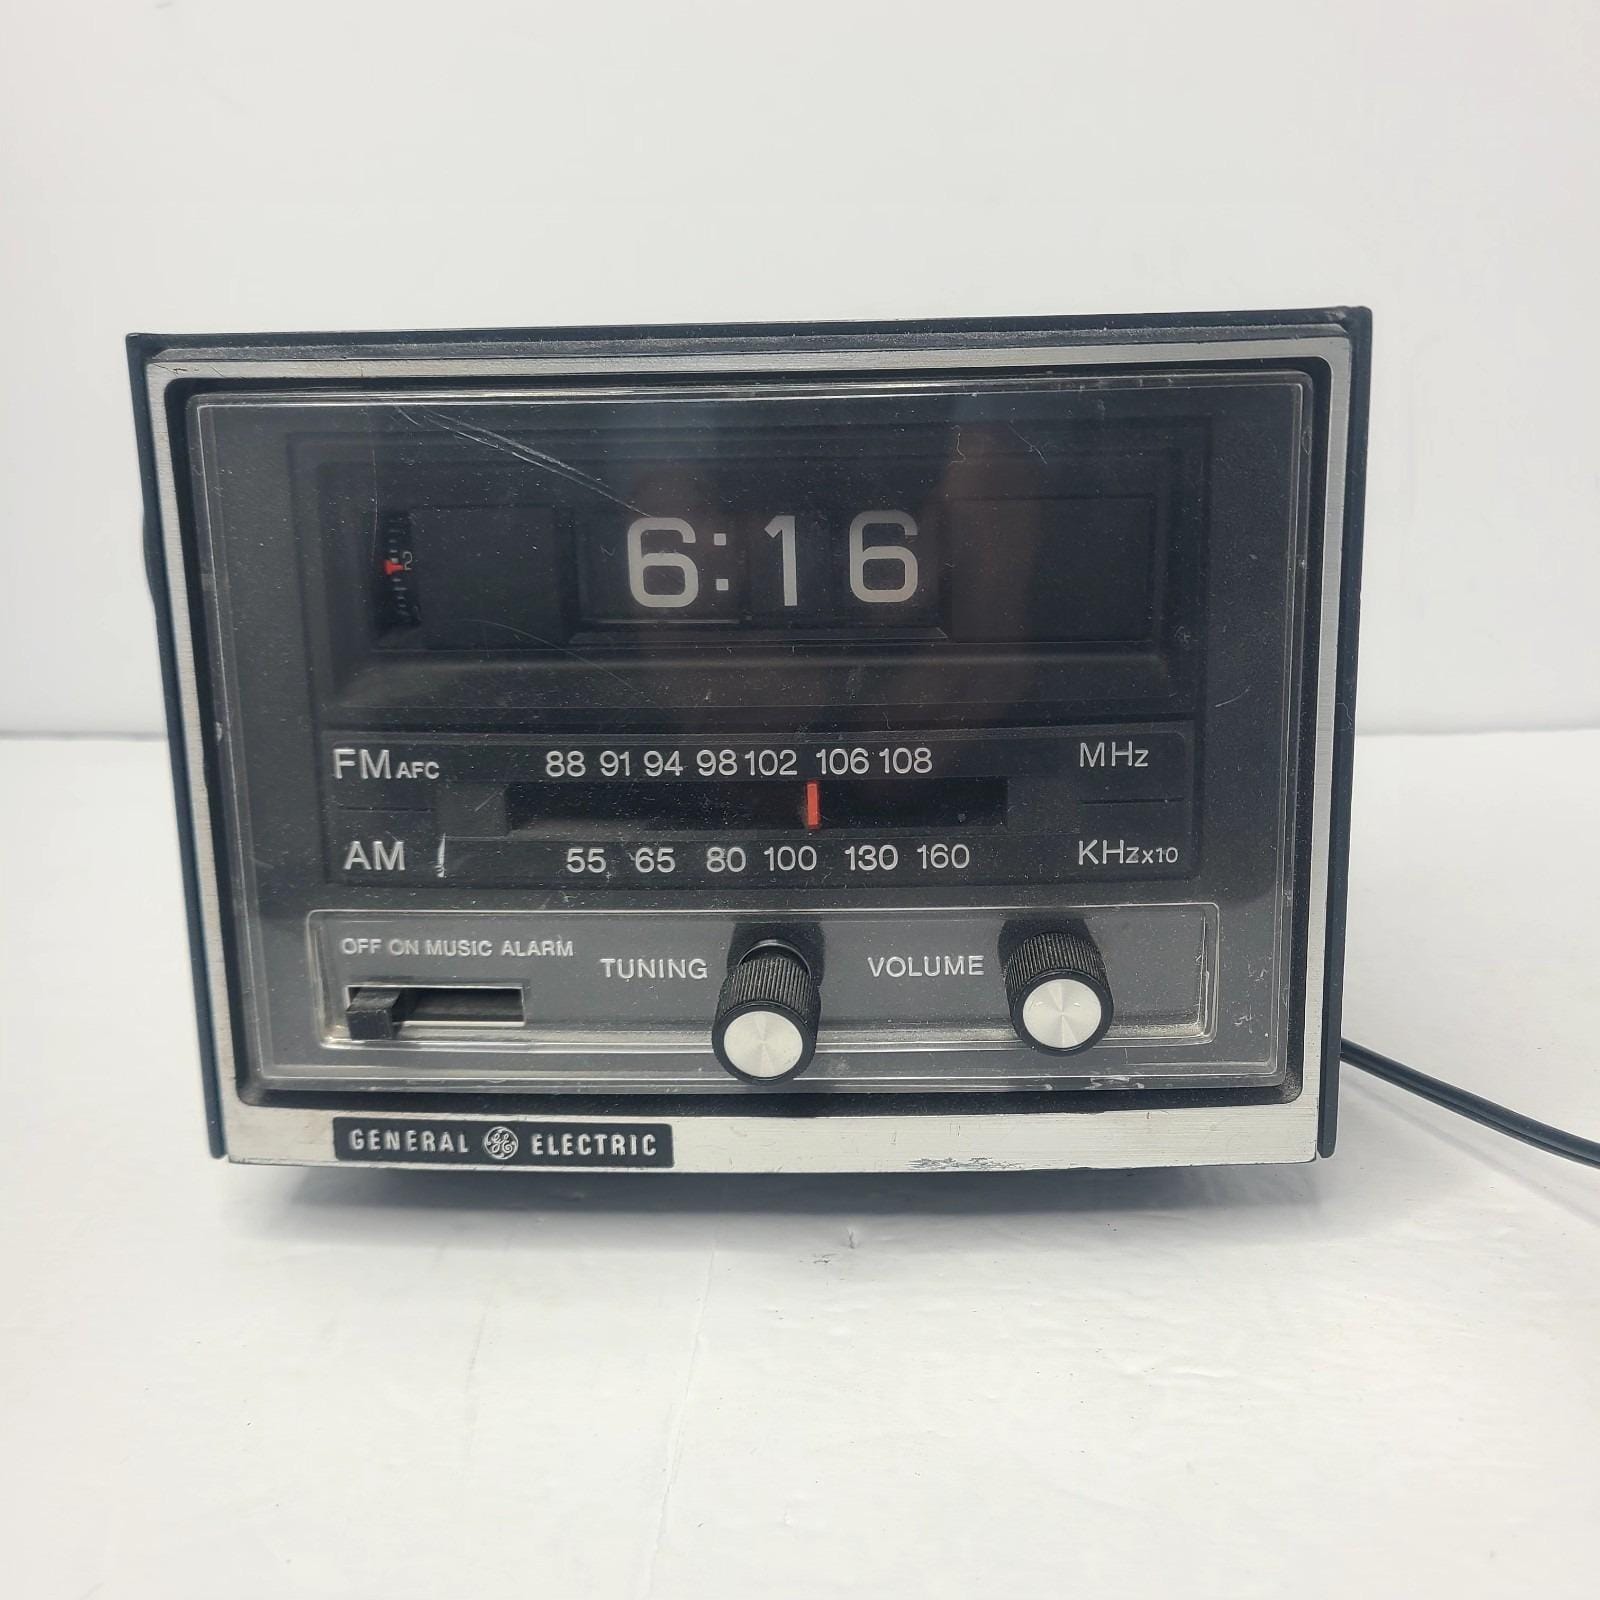 6:16
FM AFC 88 91 94 98 102 106 108 MHz
AM 55 65 80 100 130 160 KHz x10
OFF ON MUSIC ALARM
TUNING
VOLUME
GENERAL GE ELECTRIC